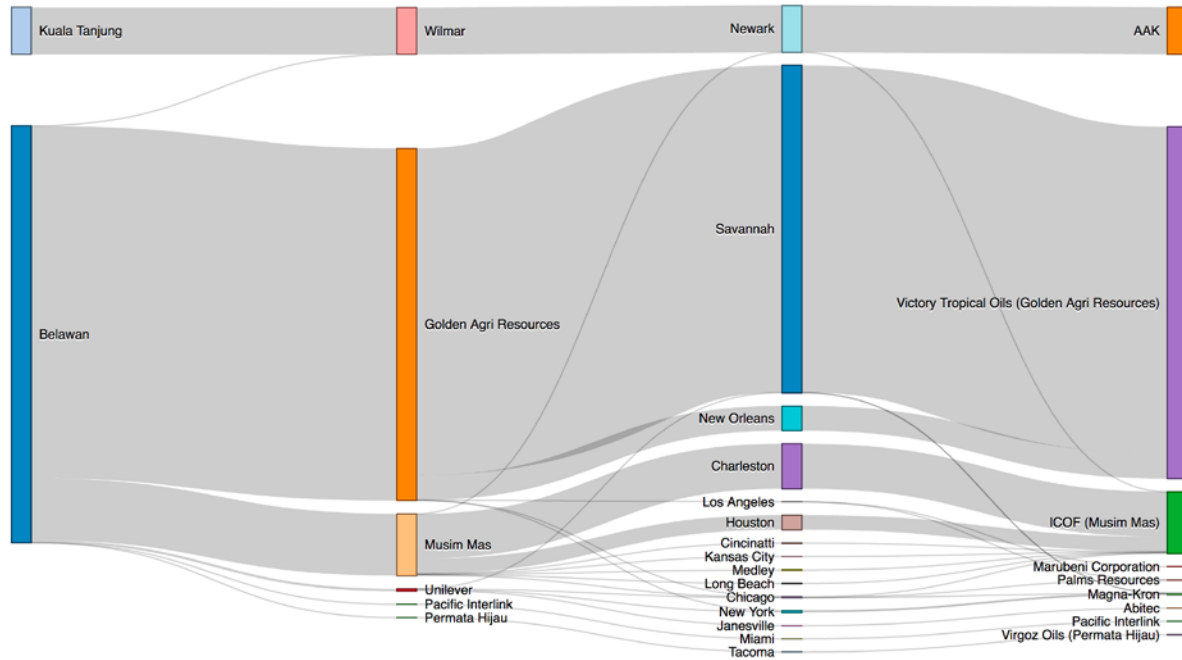 Kuala Tanjung
Belawan
Wilmar
Golden Agri Resources
Musim Mas
Unilever
Pacific Interlink
Permata Hijau
Newark
Savannah
New Orleans
Charleston
Los Angeles
Houston
Cincinatti
Kansas City
Medley
Long Beach
Chicago
New York
Janesville
Miami
Tacoma
AAK
Victory Tropical Oils (Golden Agri Resources)
ICOF (Musim Mas)
Marubeni Corporation
Palms Resources
Magna-Kron
Abitec
Pacific Interlink
Virgoz Oils (Permata Hijau)